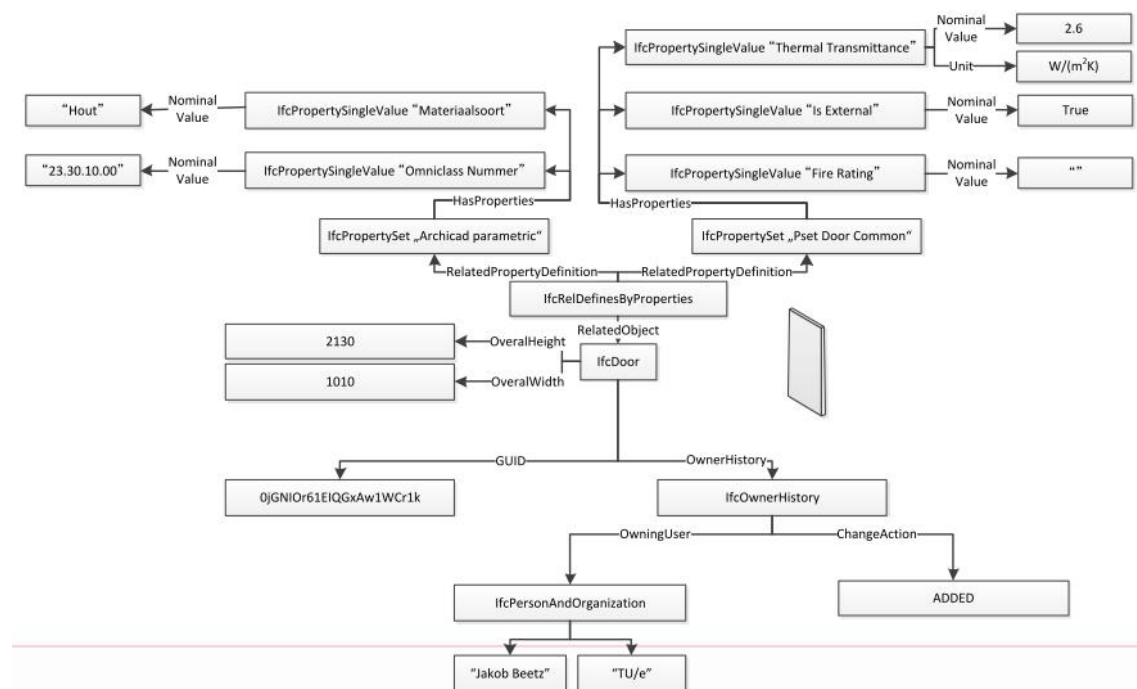 Nominal
Value
2.6
IfcPropertySingleValue “Thermal Transmittance”
Unit
W/(m²K)
“Hout”
Nominal
Value
IfcPropertySingleValue “Materiaalsoort”
IfcPropertySingleValue “Is External”
Nominal
Value
True
“23.30.10.00”
Nominal
Value
IfcPropertySingleValue “Omniclass Nummer”
IfcPropertySingleValue “Fire Rating”
Nominal
Value
“”
HasProperties
HasProperties
IfcPropertySet „Archicad parametric“
IfcPropertySet „Pset Door Common“
RelatedPropertyDefinition
RelatedPropertyDefinition
IfcRelDefinesByProperties
RelatedObject
2130
OveralHeight
IfcDoor
1010
OveralWidth
GUID
OwnerHistory
0jGNIOr61EIQGxAw1WCr1k
IfcOwnerHistory
OwningUser
ChangeAction
IfcPersonAndOrganization
ADDED
“Jakob Beetz”
“TU/e”